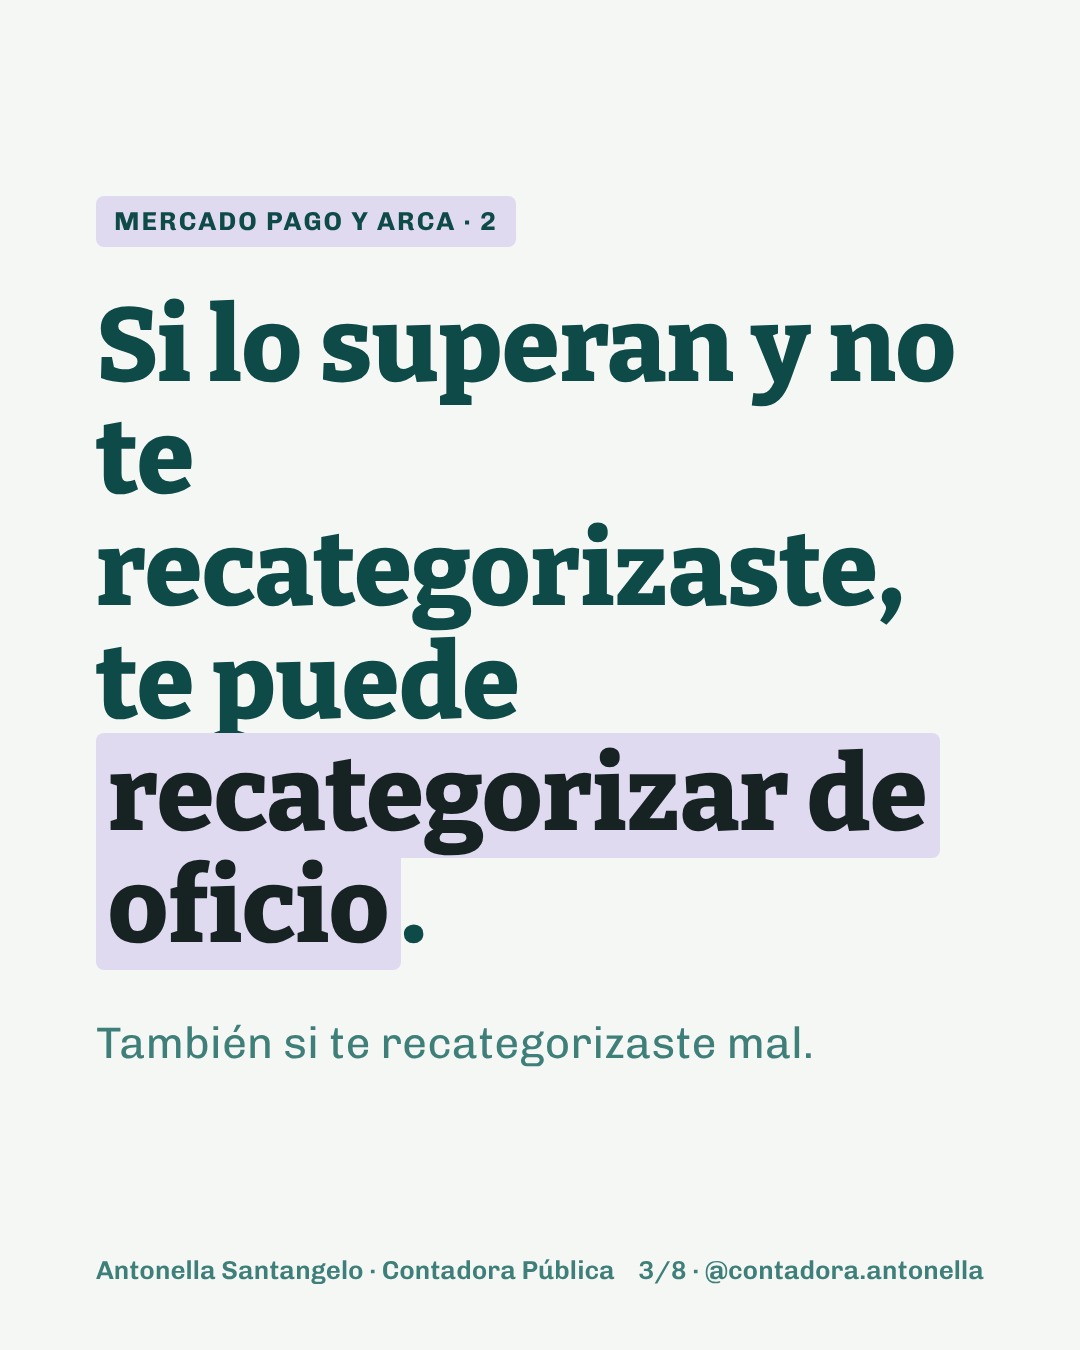 MERCADO PAGO Y ARCA · 2
Si lo superan y no
te
recategorizaste,
te puede
recategorizar de
oficio.
También si te recategorizaste mal.
Antonella Santangelo · Contadora Pública 3/8 · @contadora.antonella